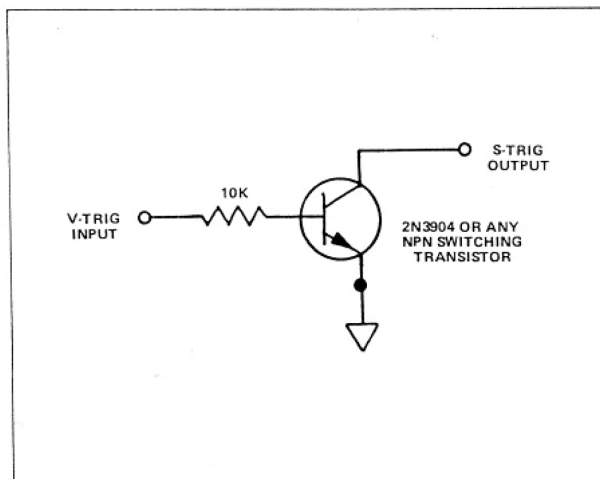 10K
V-TRIG
INPUT
S-TRIG
OUTPUT
2N3904 OR ANY
NPN SWITCHING
TRANSISTOR